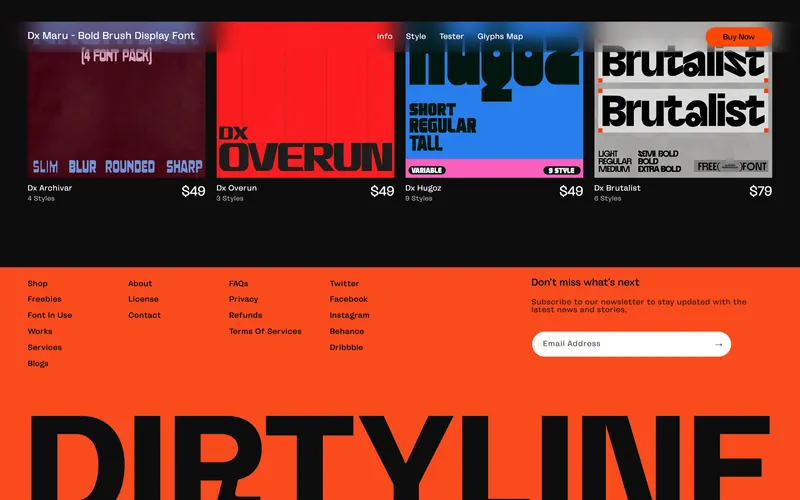 Dx Maru - Bold Brush Display Font
Info
Style
Tester
Glyphs Map
Buy Now
[4 FONT PACK]
SLIM BLUR ROUNDED SHARP
DX
OVERUN
Hugoz
SHORT
REGULAR
TALL
VARIABLE
9 STYLE
Brutalist
Brutalist
LIGHT
REGULAR
MEDIUM
SEMI BOLD
BOLD
EXTRA BOLD
FREE( )FONT
Dx Archivar
4 Styles
$49
Dx Overun
3 Styles
$49
Dx Hugoz
9 Styles
$49
Dx Brutalist
6 Styles
$79
Shop
Freebies
Font In Use
Works
Services
Blogs
About
License
Contact
FAQs
Privacy
Refunds
Terms Of Services
Twitter
Facebook
Instagram
Behance
Dribbble
Don't miss what's next
Subscribe to our newsletter to stay updated with the
latest news and stories.
Email Address →
DIRTYLINE